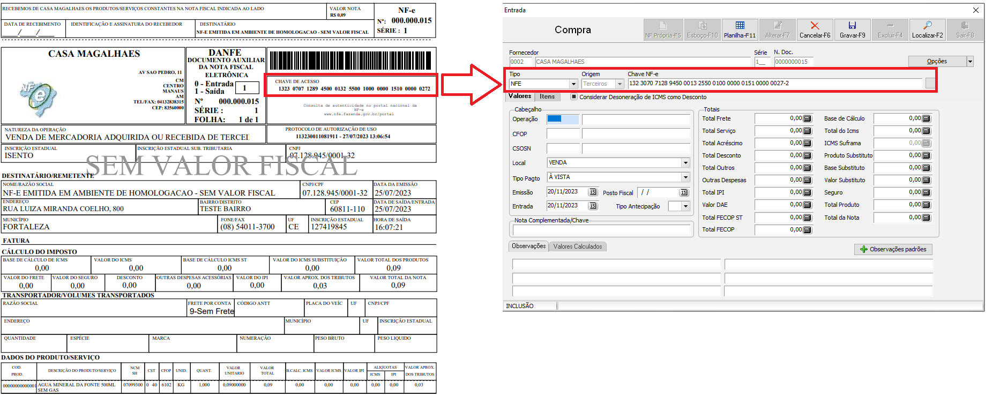 RECEBEMOS DE CASA MAGALHAES OS PRODUTOS/SERVIÇOS CONSTANTES NA NOTA FISCAL INDICADA AO LADO
VALOR NOTA
R$ 0,09
NF-e
Nº: 000.000.015
SÉRIE : 1
DATA DE RECEBIMENTO
___/___/___
IDENTIFICAÇÃO E ASSINATURA DO RECEBEDOR
DESTINATÁRIO
NF-E EMITIDA EM AMBIENTE DE HOMOLOGACAO - SEM VALOR FISCAL
CASA MAGALHAES
AV SAO PEDRO, 11
CM
CENTRO
MANAUS
AM
TEL/FAX: 04132838315
CEP: 83560000
NF-e
DANFE
DOCUMENTO AUXILIAR
DA NOTA FISCAL
ELETRÔNICA
0 - Entrada
1 - Saída
1
Nº 000.000.015
SÉRIE : 1
FOLHA: 1 de 1
CHAVE DE ACESSO
1323 0707 1289 4500 0132 5500 1000 0000 1510 0000 0272
Consulta de autenticidade no portal nacional da
NF-e
www.nfe.fazenda.gov.br/portal
NATUREZA DA OPERAÇÃO
VENDA DE MERCADORIA ADQUIRIDA OU RECEBIDA DE TERCEI
PROTOCOLO DE AUTORIZAÇÃO DE USO
113230011081911 - 27/07/2023 13:06:54
INSCRIÇÃO ESTADUAL
ISENTO
INSCRIÇÃO ESTADUAL SUB. TRIBUTARIA
CNPJ
07.128.945/0001-32
SEM VALOR FISCAL
DESTINATÁRIO/REMETENTE
NOME/RAZÃO SOCIAL
NF-E EMITIDA EM AMBIENTE DE HOMOLOGACAO - SEM VALOR FISCAL
CNPJ/CPF
07.128.945/0001-32
DATA DA EMISSÃO
25/07/2023
ENDEREÇO
RUA LUIZA MIRANDA COELHO, 800
BAIRRO/DISTRITO
TESTE BAIRRO
CEP
60811-110
DATA DE SAÍDA/ENTRADA
25/07/2023
MUNICÍPIO
FORTALEZA
FONE/FAX
(08) 54011-3700
UF
CE
INSCRIÇÃO ESTADUAL
127419845
HORA DE SAÍDA
16:07:21
FATURA
CÁLCULO DO IMPOSTO
BASE DE CÁLCULO DE ICMS
0,00
VALOR DO ICMS
0,00
BASE DE CÁLCULO ICMS ST
0,00
VALOR DO ICMS SUBSTITUIÇÃO
0,00
VALOR TOTAL DOS PRODUTOS
0,09
VALOR DO FRETE
0,00
VALOR DO SEGURO
0,00
DESCONTO
0,00
OUTRAS DESPESAS ACESSÓRIAS
0,00
VALOR DO IPI
0,00
VALOR APROX. DOS TRIBUTOS
0,03
VALOR TOTAL DA NOTA
0,09
TRANSPORTADOR/VOLUMES TRANSPORTADOS
RAZÃO SOCIAL
FRETE POR CONTA
9-Sem Frete
CÓDIGO ANTT
PLACA DO VEÍC
UF
CNPJ/CPF
ENDEREÇO
MUNICÍPIO
UF
INSCRIÇÃO ESTADUAL
QUANTIDADE
ESPÉCIE
MARCA
NUMERAÇÃO
PESO BRUTO
PESO LIQUIDO
DADOS DO PRODUTO/SERVIÇO
COD. PROD.
DESCRIÇÃO DO PRODUTO/SERVIÇO
NCM SH
CST
CFOP
UNID.
QUANT.
VALOR UNITARIO
VALOR TOTAL
B.CALC. ICMS
VALOR ICMS
VALOR IPI
ALIQUOTAS
ICMS
IPI
VALOR APROX. DOS TRIBUTOS
00000000000001 AGUA MINERAL DA FONTE 500ML 07099300 0 40 6102 KG 1,000 0,09000000 0,09 0,00 0,00 0,00 0,00 0,00 0,03
SEM GAS
Entrada
Compra
NF Própria-F5
Esboço-F10
Planilha-F11
Alterar-F7
Cancelar-F6
Gravar-F9
Excluir-F4
Localizar-F2
Sair-F8
Fornecedor
0002
CASA MAGALHAES
Série
1__
N. Doc.
0000000015
Opções
Tipo
NFE
Origem
Terceiros
Chave NF-e
132 3070 7128 9450 0013 2550 0100 0000 0151 0000 0027-2
Valores
Itens
Considerar Desoneração de ICMS como Desconto
Cabeçalho
Operação
CFOP
CSOSN
Local
VENDA
Tipo Pagto
À VISTA
Emissão
20/11/2023
15
Posto Fiscal
/ /
15
Entrada
20/11/2023
15
Tipo Antecipação
Nota Complementada/Chave
Totais
Total Frete 0,00
Base de Cálculo 0,00
Total Serviço 0,00
Total do Icms 0,00
Total Acréscimo 0,00
ICMS Suframa 0,00
Total Desconto 0,00
Produto Substituto 0,00
Total Outros 0,00
Base Substituto 0,00
Outras Despesas 0,00
Valor Substituto 0,00
Total IPI 0,00
Seguro 0,00
Valor DAE 0,00
Total Produto 0,00
Total FECOP ST 0,00
Total da Nota 0,00
Total FECOP 0,00
Observações
Valores Calculados
Observações padrões
INCLUSÃO